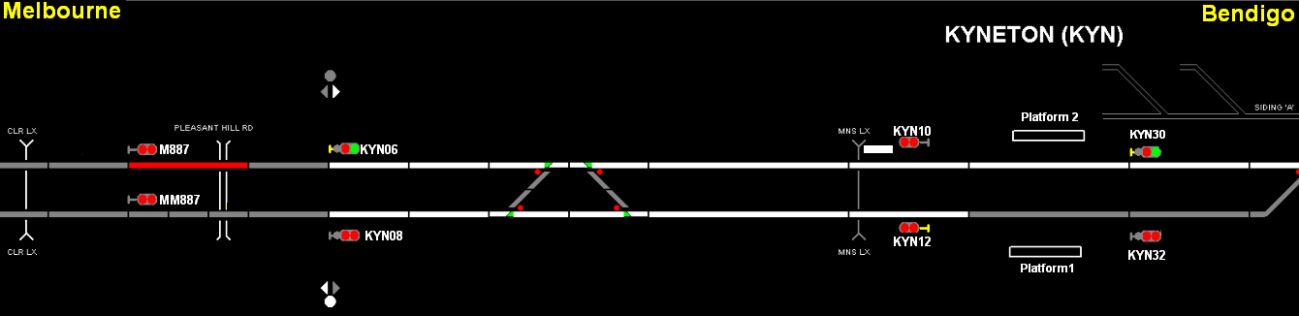 Melbourne
Bendigo
KYNETON (KYN)
SIDING 'A'
Platform 2
CLR LX
PLEASANT HILL RD
MNS LX
KYN10
KYN30
M887
KYN06
MM887
KYN08
KYN12
KYN32
CLR LX
MNS LX
Platform1